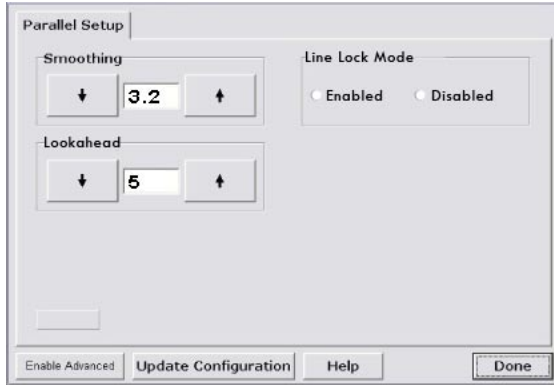 Parallel Setup
Smoothing
3.2
Line Lock Mode
Enabled Disabled
Lookahead
5
Enable Advanced Update Configuration Help Done